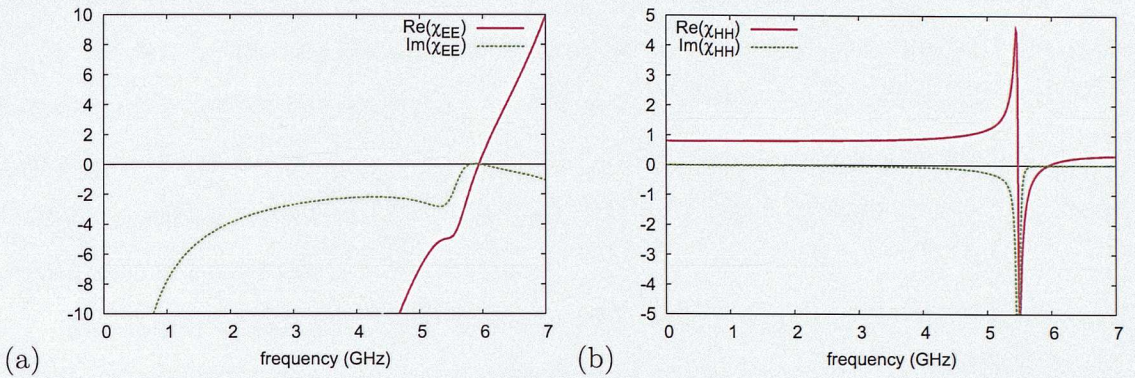 10
8
6
4
2
0
-2
-4
-6
-8
-10
Re(χEE)
Im(χEE)
0 1 2 3 4 5 6 7
frequency (GHz)
(a)
5
4
3
2
1
0
-1
-2
-3
-4
-5
Re(χHH)
Im(χHH)
0 1 2 3 4 5 6 7
frequency (GHz)
(b)